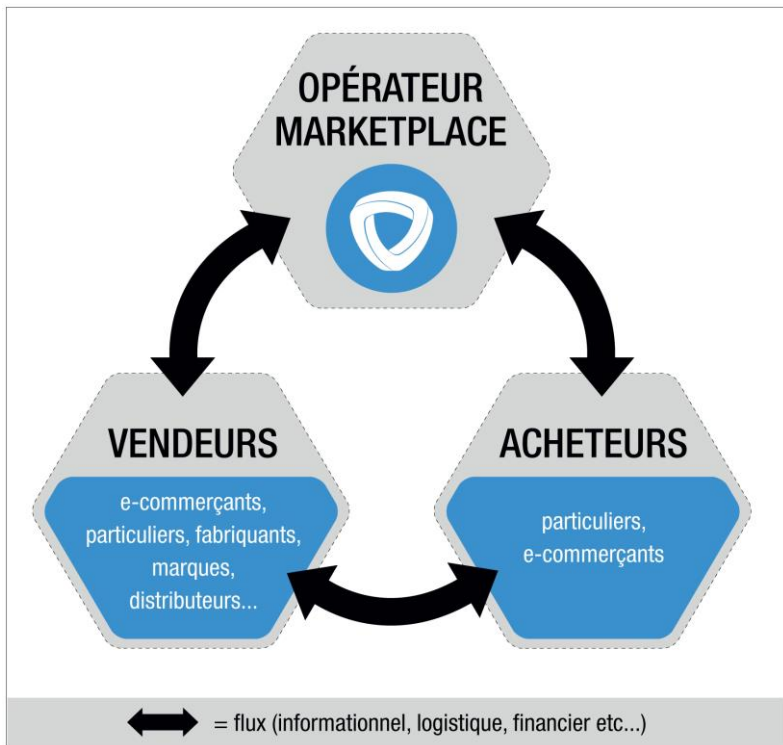 OPÉRATEUR
MARKETPLACE
VENDEURS
e-commerçants,
particuliers, fabriquants,
marques,
distributeurs...
ACHETEURS
particuliers,
e-commerçants
= flux (informationnel, logistique, financier etc...)